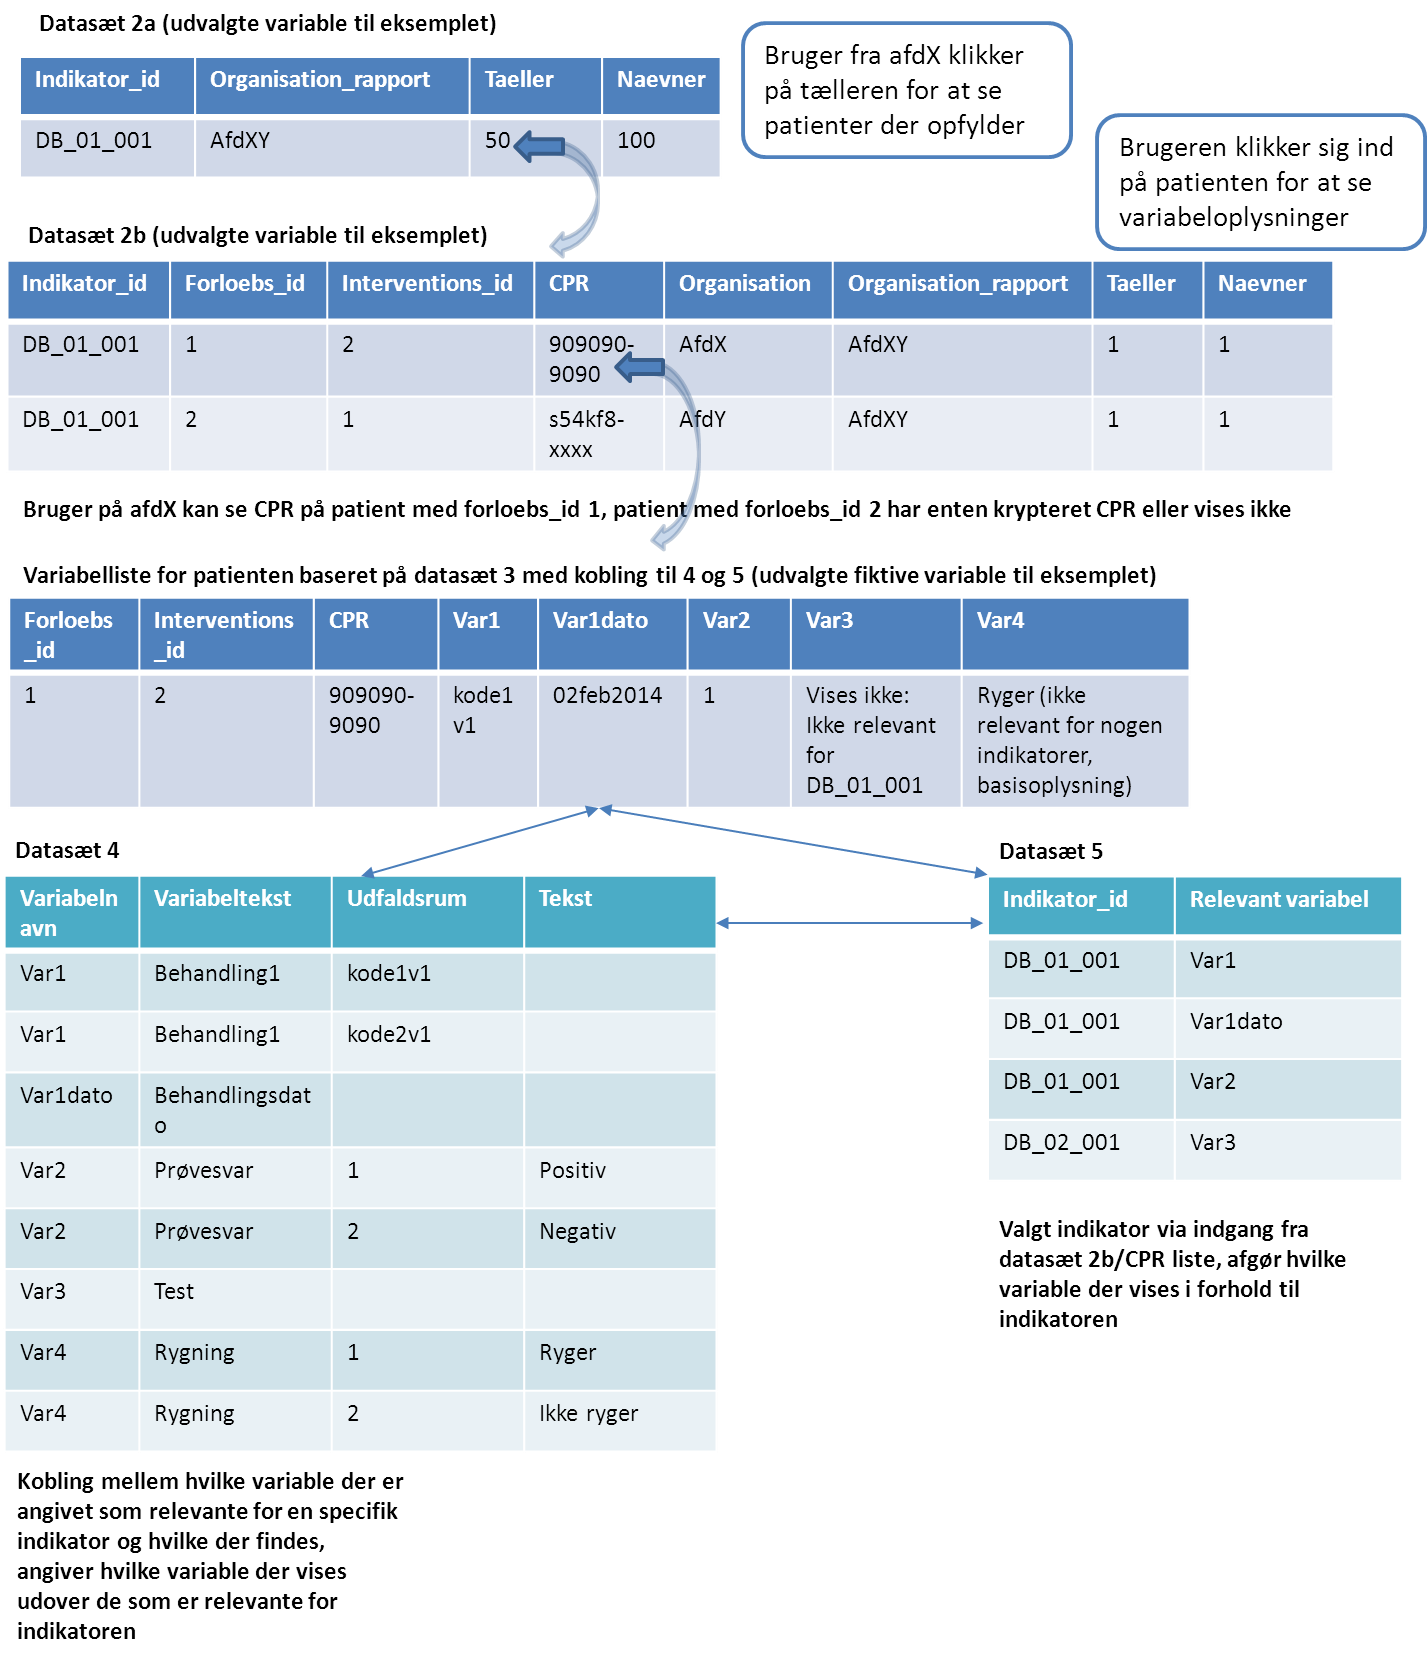 Datasæt 2a (udvalgte variable til eksemplet)
Bruger fra afdX klikker
på tælleren for at se
patienter der opfylder
Indikator_id Organisation_rapport Taeller Naevner
DB_01_001 AfdXY 50 100
Brugeren klikker sig ind
på patienten for at se
variabeloplysninger
Datasæt 2b (udvalgte variable til eksemplet)
Indikator_id Forloebs_id Interventions_id CPR Organisation Organisation_rapport Taeller Naevner
DB_01_001 1 2 909090- AfdX AfdXY 1 1
9090
DB_01_001 2 1 s54kf8- AfdY AfdXY 1 1
xxxx
Bruger på afdX kan se CPR på patient med forloebs_id 1, patient med forloebs_id 2 har enten krypteret CPR eller vises ikke
Variabelliste for patienten baseret på datasæt 3 med kobling til 4 og 5 (udvalgte fiktive variable til eksemplet)
Forloebs Interventions CPR Var1 Var1dato Var2 Var3 Var4
_id _id
1 2 909090- kode1 02feb2014 1 Vises ikke: Ryger (ikke
9090 v1 Ikke relevant relevant for nogen
for indikatorer,
DB_01_001 basisoplysning)
Datasæt 4
Variabeln Variabeltekst Udfaldsrum Tekst
avn
Var1 Behandling1 kode1v1
Var1 Behandling1 kode2v1
Var1dato Behandlingsdat
o
Var2 Prøvesvar 1 Positiv
Var2 Prøvesvar 2 Negativ
Var3 Test
Var4 Rygning 1 Ryger
Var4 Rygning 2 Ikke ryger
Kobling mellem hvilke variable der er
angivet som relevante for en specifik
indikator og hvilke der findes,
angiver hvilke variable der vises
udover de som er relevante for
indikatoren
Datasæt 5
Indikator_id Relevant variabel
DB_01_001 Var1
DB_01_001 Var1dato
DB_01_001 Var2
DB_02_001 Var3
Valgt indikator via indgang fra
datasæt 2b/CPR liste, afgør hvilke
variable der vises i forhold til
indikatoren